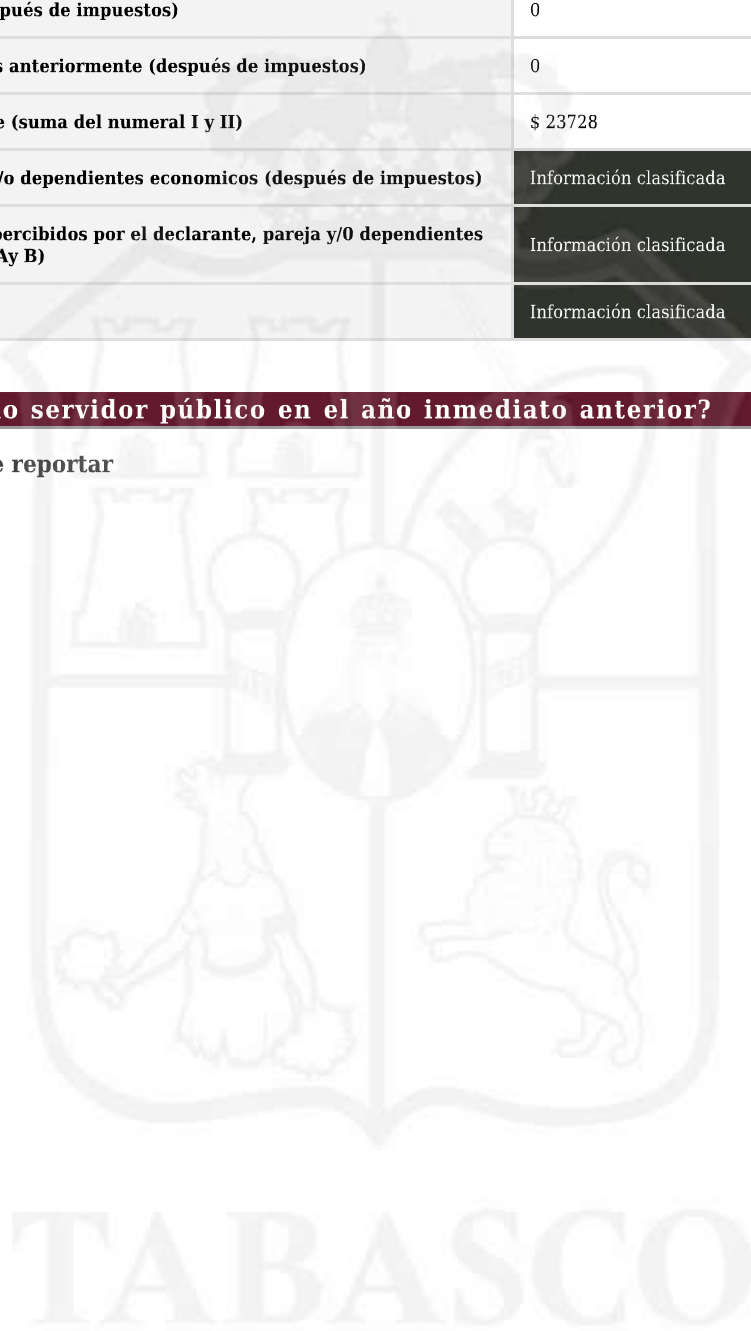 pués de impuestos)
0
s anteriormente (después de impuestos)
0
e (suma del numeral I y II)
$ 23728
/o dependientes economicos (después de impuestos)
Información clasificada
percibidos por el declarante, pareja y/0 dependientes
Ay B)
Información clasificada
Información clasificada
o servidor público en el año inmediato anterior?
e reportar
TABASCO